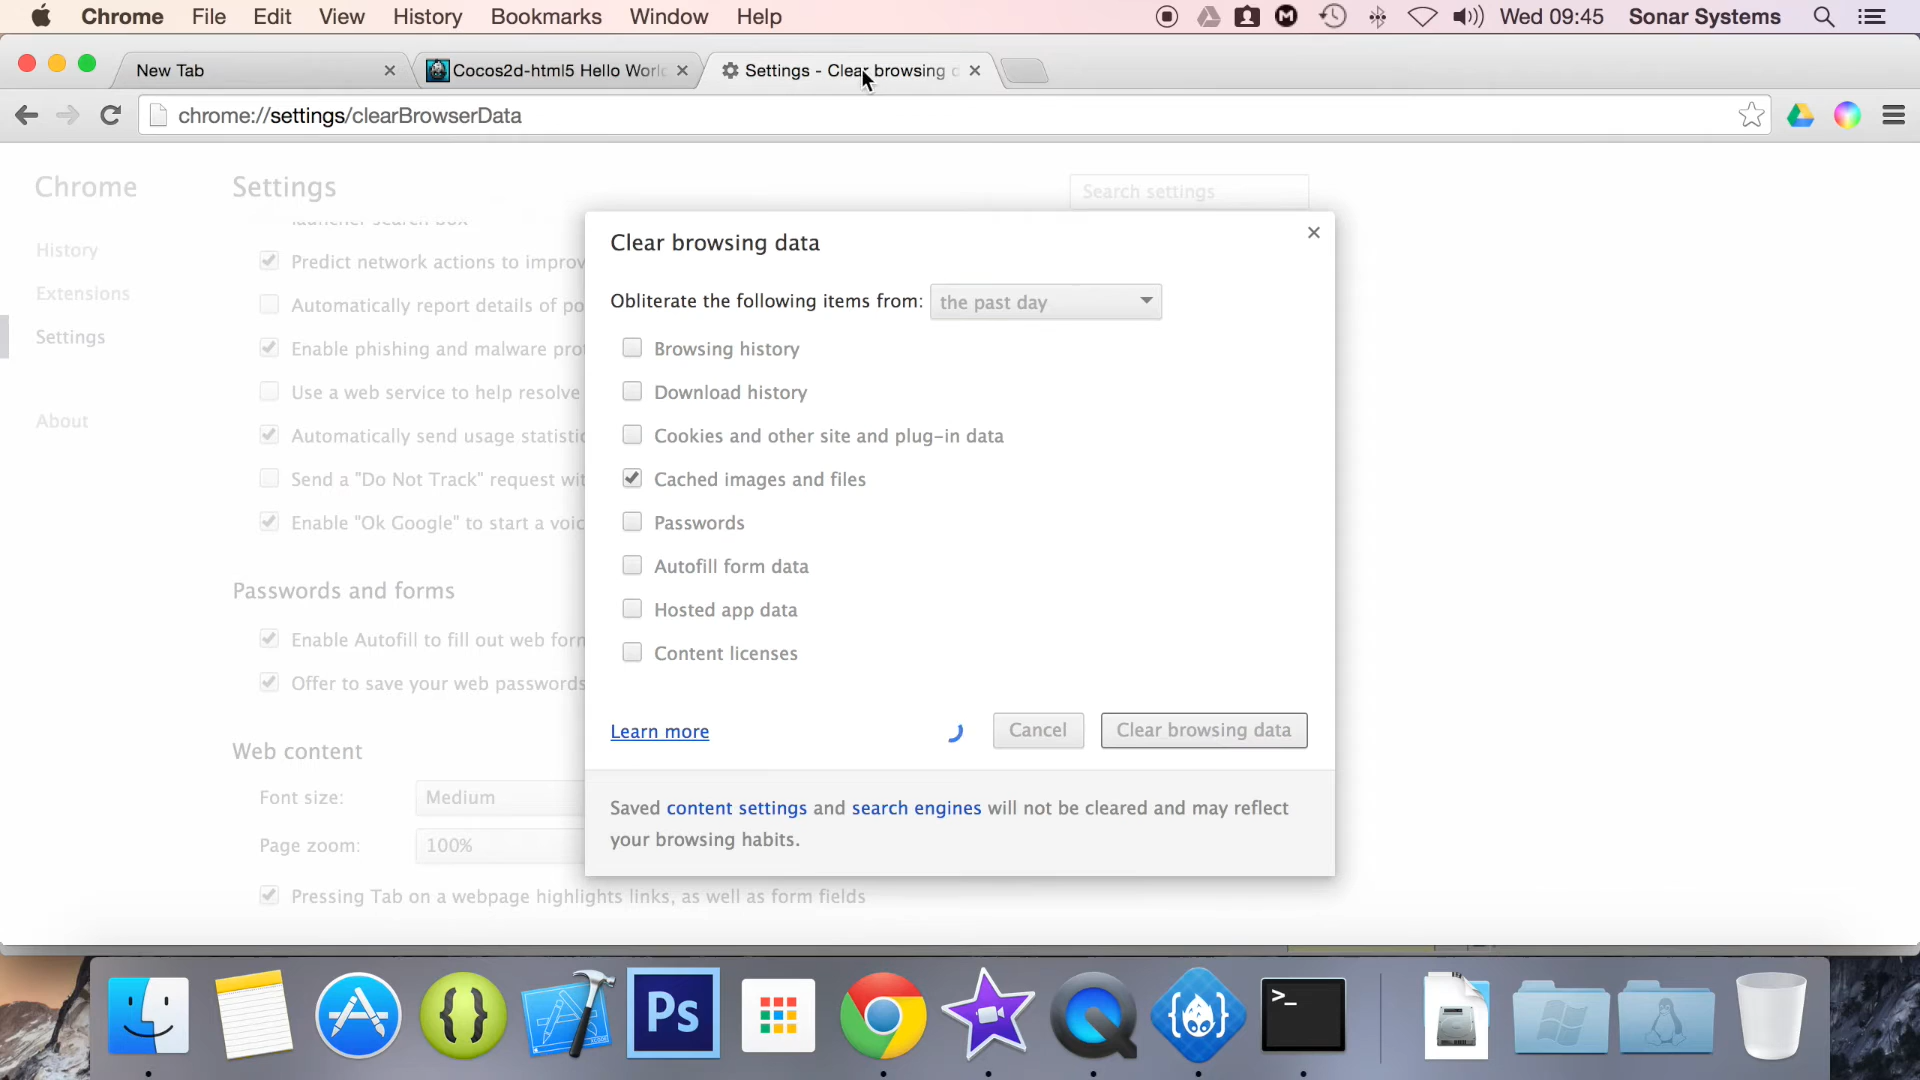 Chrome File Edit View History Bookmarks Window Help Wed 09:45 Sonar Systems
New Tab Cocos2d-html5 Hello Worl Settings - Clear browsing d
chrome://settings/clearBrowserData
Chrome Settings Search settings
launcher search box
Clear browsing data
History
Predict network actions to improv
Extensions
Automatically report details of po
Obliterate the following items from: the past day
Settings
Enable phishing and malware pro
Browsing history
Use a web service to help resolve
Download history
About
Automatically send usage statistic
Cookies and other site and plug-in data
Send a "Do Not Track" request wit
Cached images and files
Enable "Ok Google" to start a voic
Passwords
Autofill form data
Passwords and forms
Hosted app data
Enable Autofill to fill out web forn
Content licenses
Offer to save your web passwords
Learn more Cancel Clear browsing data
Web content
Font size: Medium
Saved content settings and search engines will not be cleared and may reflect
your browsing habits.
Page zoom: 100%
Pressing Tab on a webpage highlights links, as well as form fields
Ps
>_